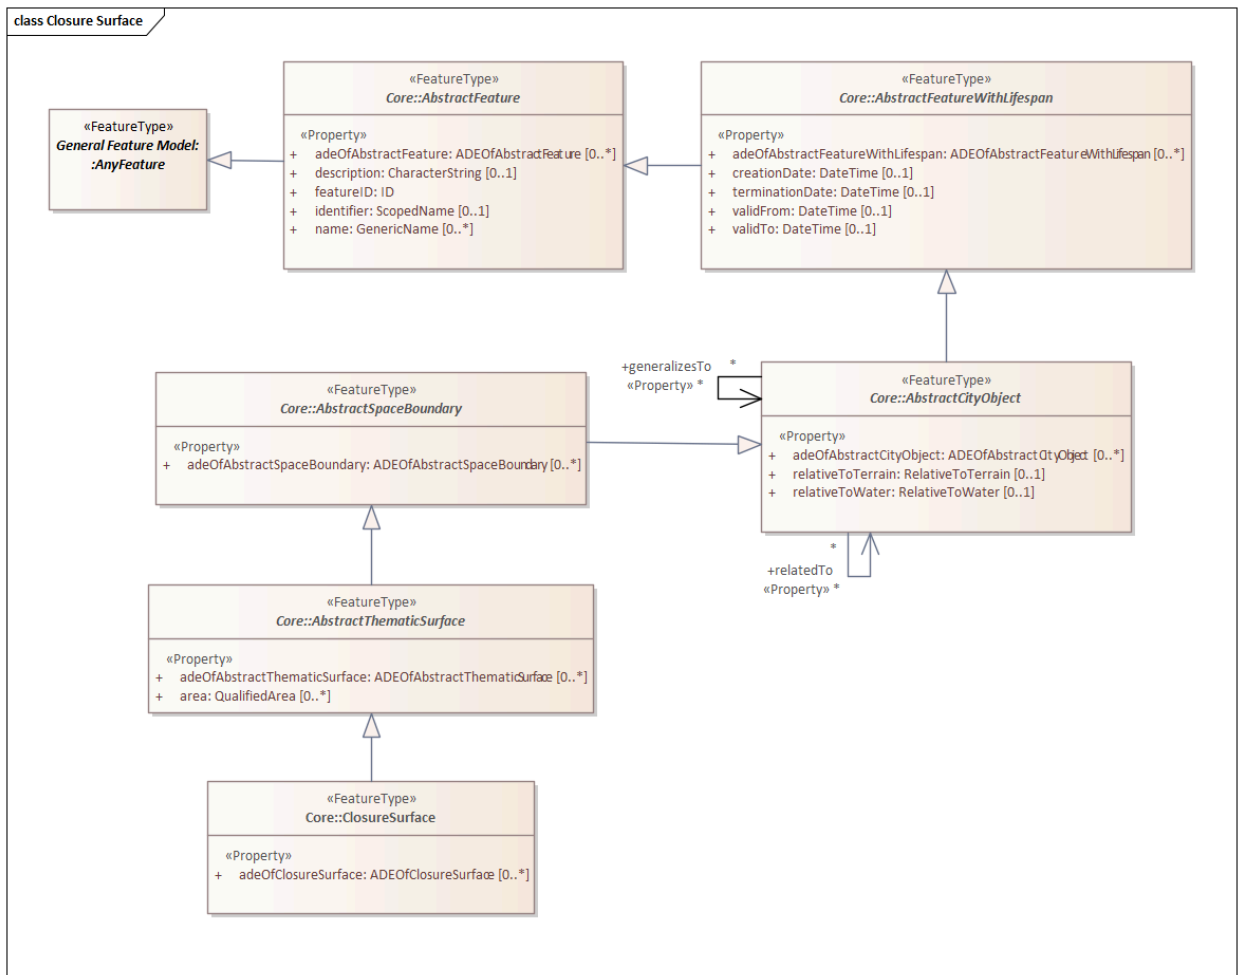 class Closure Surface
«FeatureType»
Core::AbstractFeature
«Property»
+ adeOfAbstractFeature: ADEOfAbstractFeature [0..*]
+ description: CharacterString [0..1]
+ featureID: ID
+ identifier: ScopedName [0..1]
+ name: GenericName [0..*]
«FeatureType»
Core::AbstractFeatureWithLifespan
«Property»
+ adeOfAbstractFeatureWithLifespan: ADEOfAbstractFeatureWithLifespan [0..*]
+ creationDate: DateTime [0..1]
+ terminationDate: DateTime [0..1]
+ validFrom: DateTime [0..1]
+ validTo: DateTime [0..1]
«FeatureType»
General Feature Model:
:AnyFeature
+generalizesTo *
«Property» *
«FeatureType»
Core::AbstractCityObject
«Property»
+ adeOfAbstractCityObject: ADEOfAbstractCityObject [0..*]
+ relativeToTerrain: RelativeToTerrain [0..1]
+ relativeToWater: RelativeToWater [0..1]
*
+relatedTo
«Property» *
«FeatureType»
Core::AbstractSpaceBoundary
«Property»
+ adeOfAbstractSpaceBoundary: ADEOfAbstractSpaceBoundary [0..*]
«FeatureType»
Core::AbstractThematicSurface
«Property»
+ adeOfAbstractThematicSurface: ADEOfAbstractThematicSurface [0..*]
+ area: QualifiedArea [0..*]
«FeatureType»
Core::ClosureSurface
«Property»
+ adeOfClosureSurface: ADEOfClosureSurface [0..*]